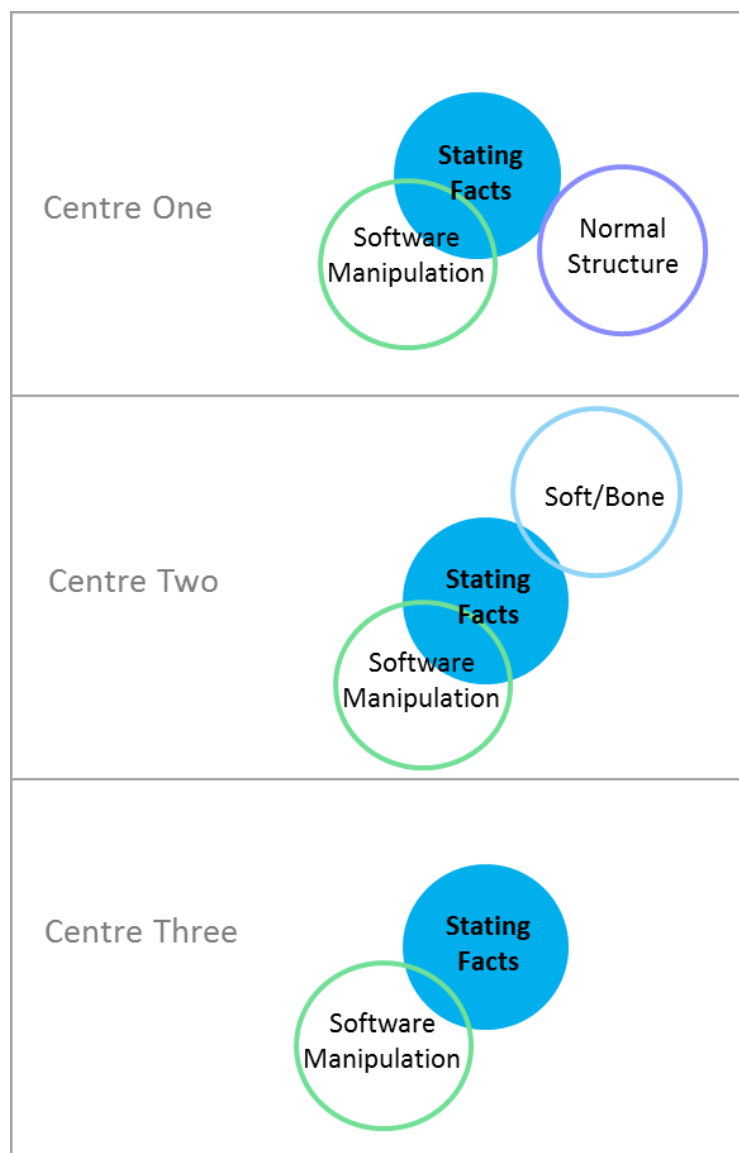 Centre One
Stating
Facts
Software
Manipulation
Normal
Structure
Centre Two
Soft/Bone
Stating
Facts
Software
Manipulation
Centre Three
Stating
Facts
Software
Manipulation